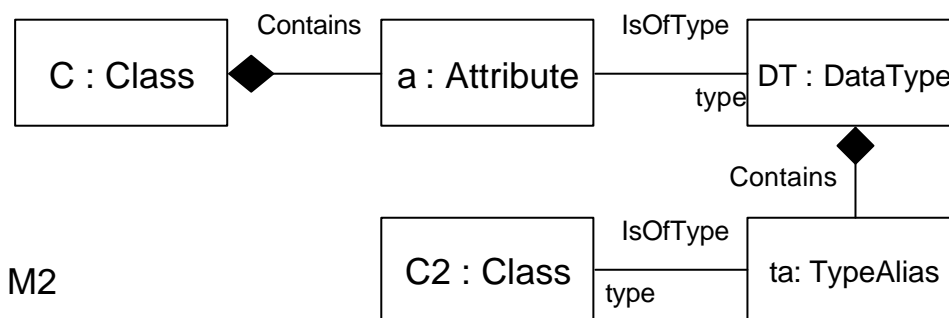 Contains
IsOfType
C : Class
a : Attribute
DT : DataType
type
Contains
IsOfType
C2 : Class
ta: TypeAlias
type
M2